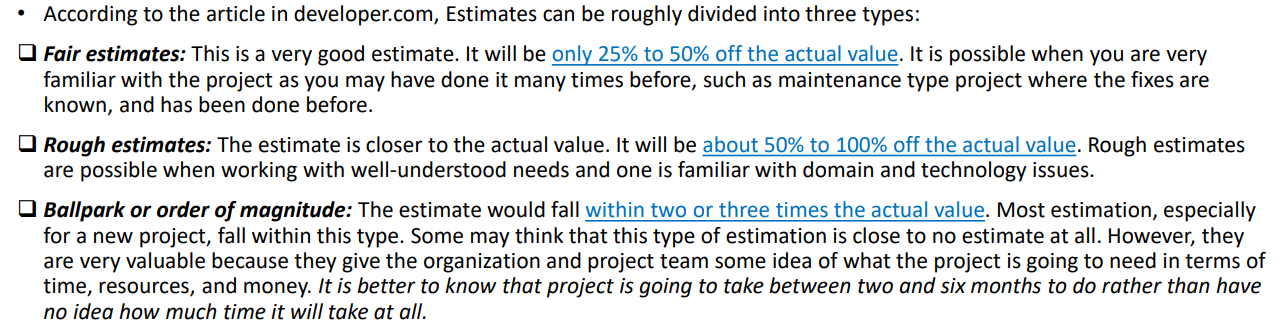 • According to the article in developer.com, Estimates can be roughly divided into three types:
❑ Fair estimates: This is a very good estimate. It will be only 25% to 50% off the actual value. It is possible when you are very
familiar with the project as you may have done it many times before, such as maintenance type project where the fixes are
known, and has been done before.
❑ Rough estimates: The estimate is closer to the actual value. It will be about 50% to 100% off the actual value. Rough estimates
are possible when working with well-understood needs and one is familiar with domain and technology issues.
❑ Ballpark or order of magnitude: The estimate would fall within two or three times the actual value. Most estimation, especially
for a new project, fall within this type. Some may think that this type of estimation is close to no estimate at all. However, they
are very valuable because they give the organization and project team some idea of what the project is going to need in terms of
time, resources, and money. It is better to know that project is going to take between two and six months to do rather than have
no idea how much time it will take at all.